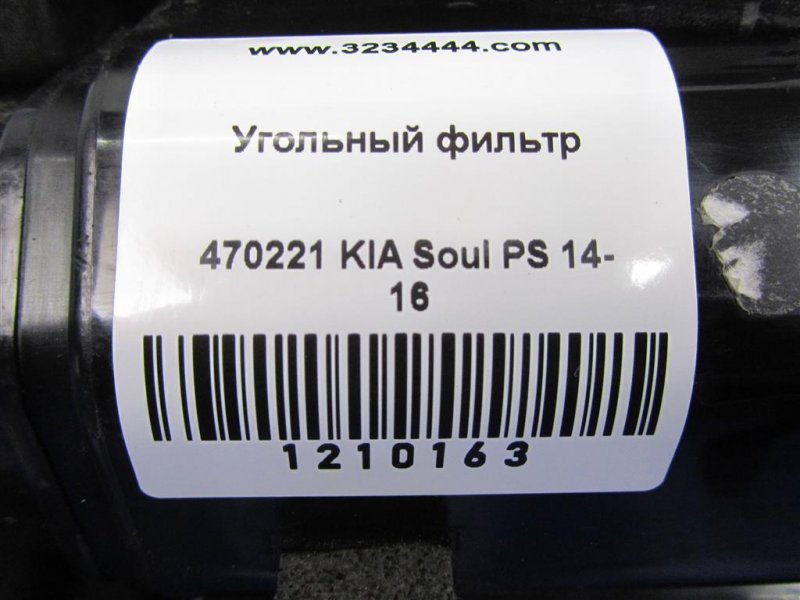 www.3234444.com
Угольный фильтр
470221 KIA Soul PS 14-
16
1210163